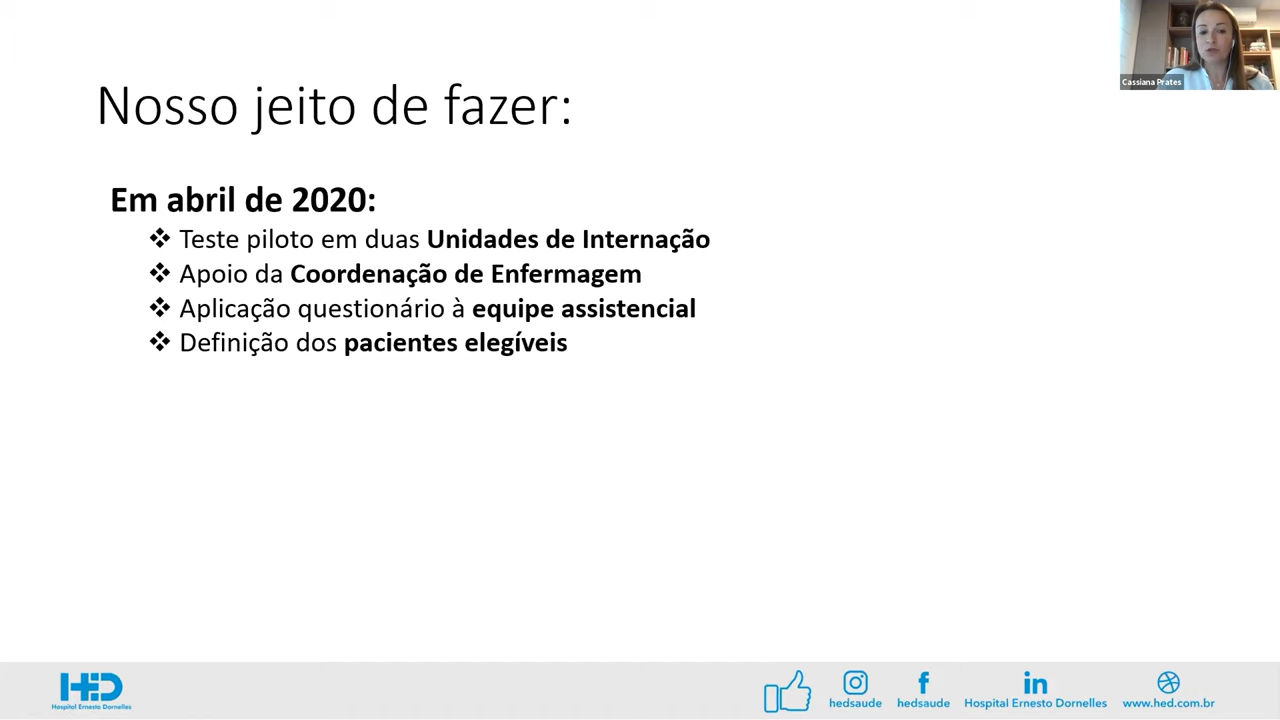 Cassiana Prates
Nosso jeito de fazer:
Em abril de 2020:
❖ Teste piloto em duas Unidades de Internação
❖ Apoio da Coordenação de Enfermagem
❖ Aplicação questionário à equipe assistencial
❖ Definição dos pacientes elegíveis
HED
Hospital Ernesto Dornelles
hedsaude
hedsaude
Hospital Ernesto Dornelles
www.hed.com.br